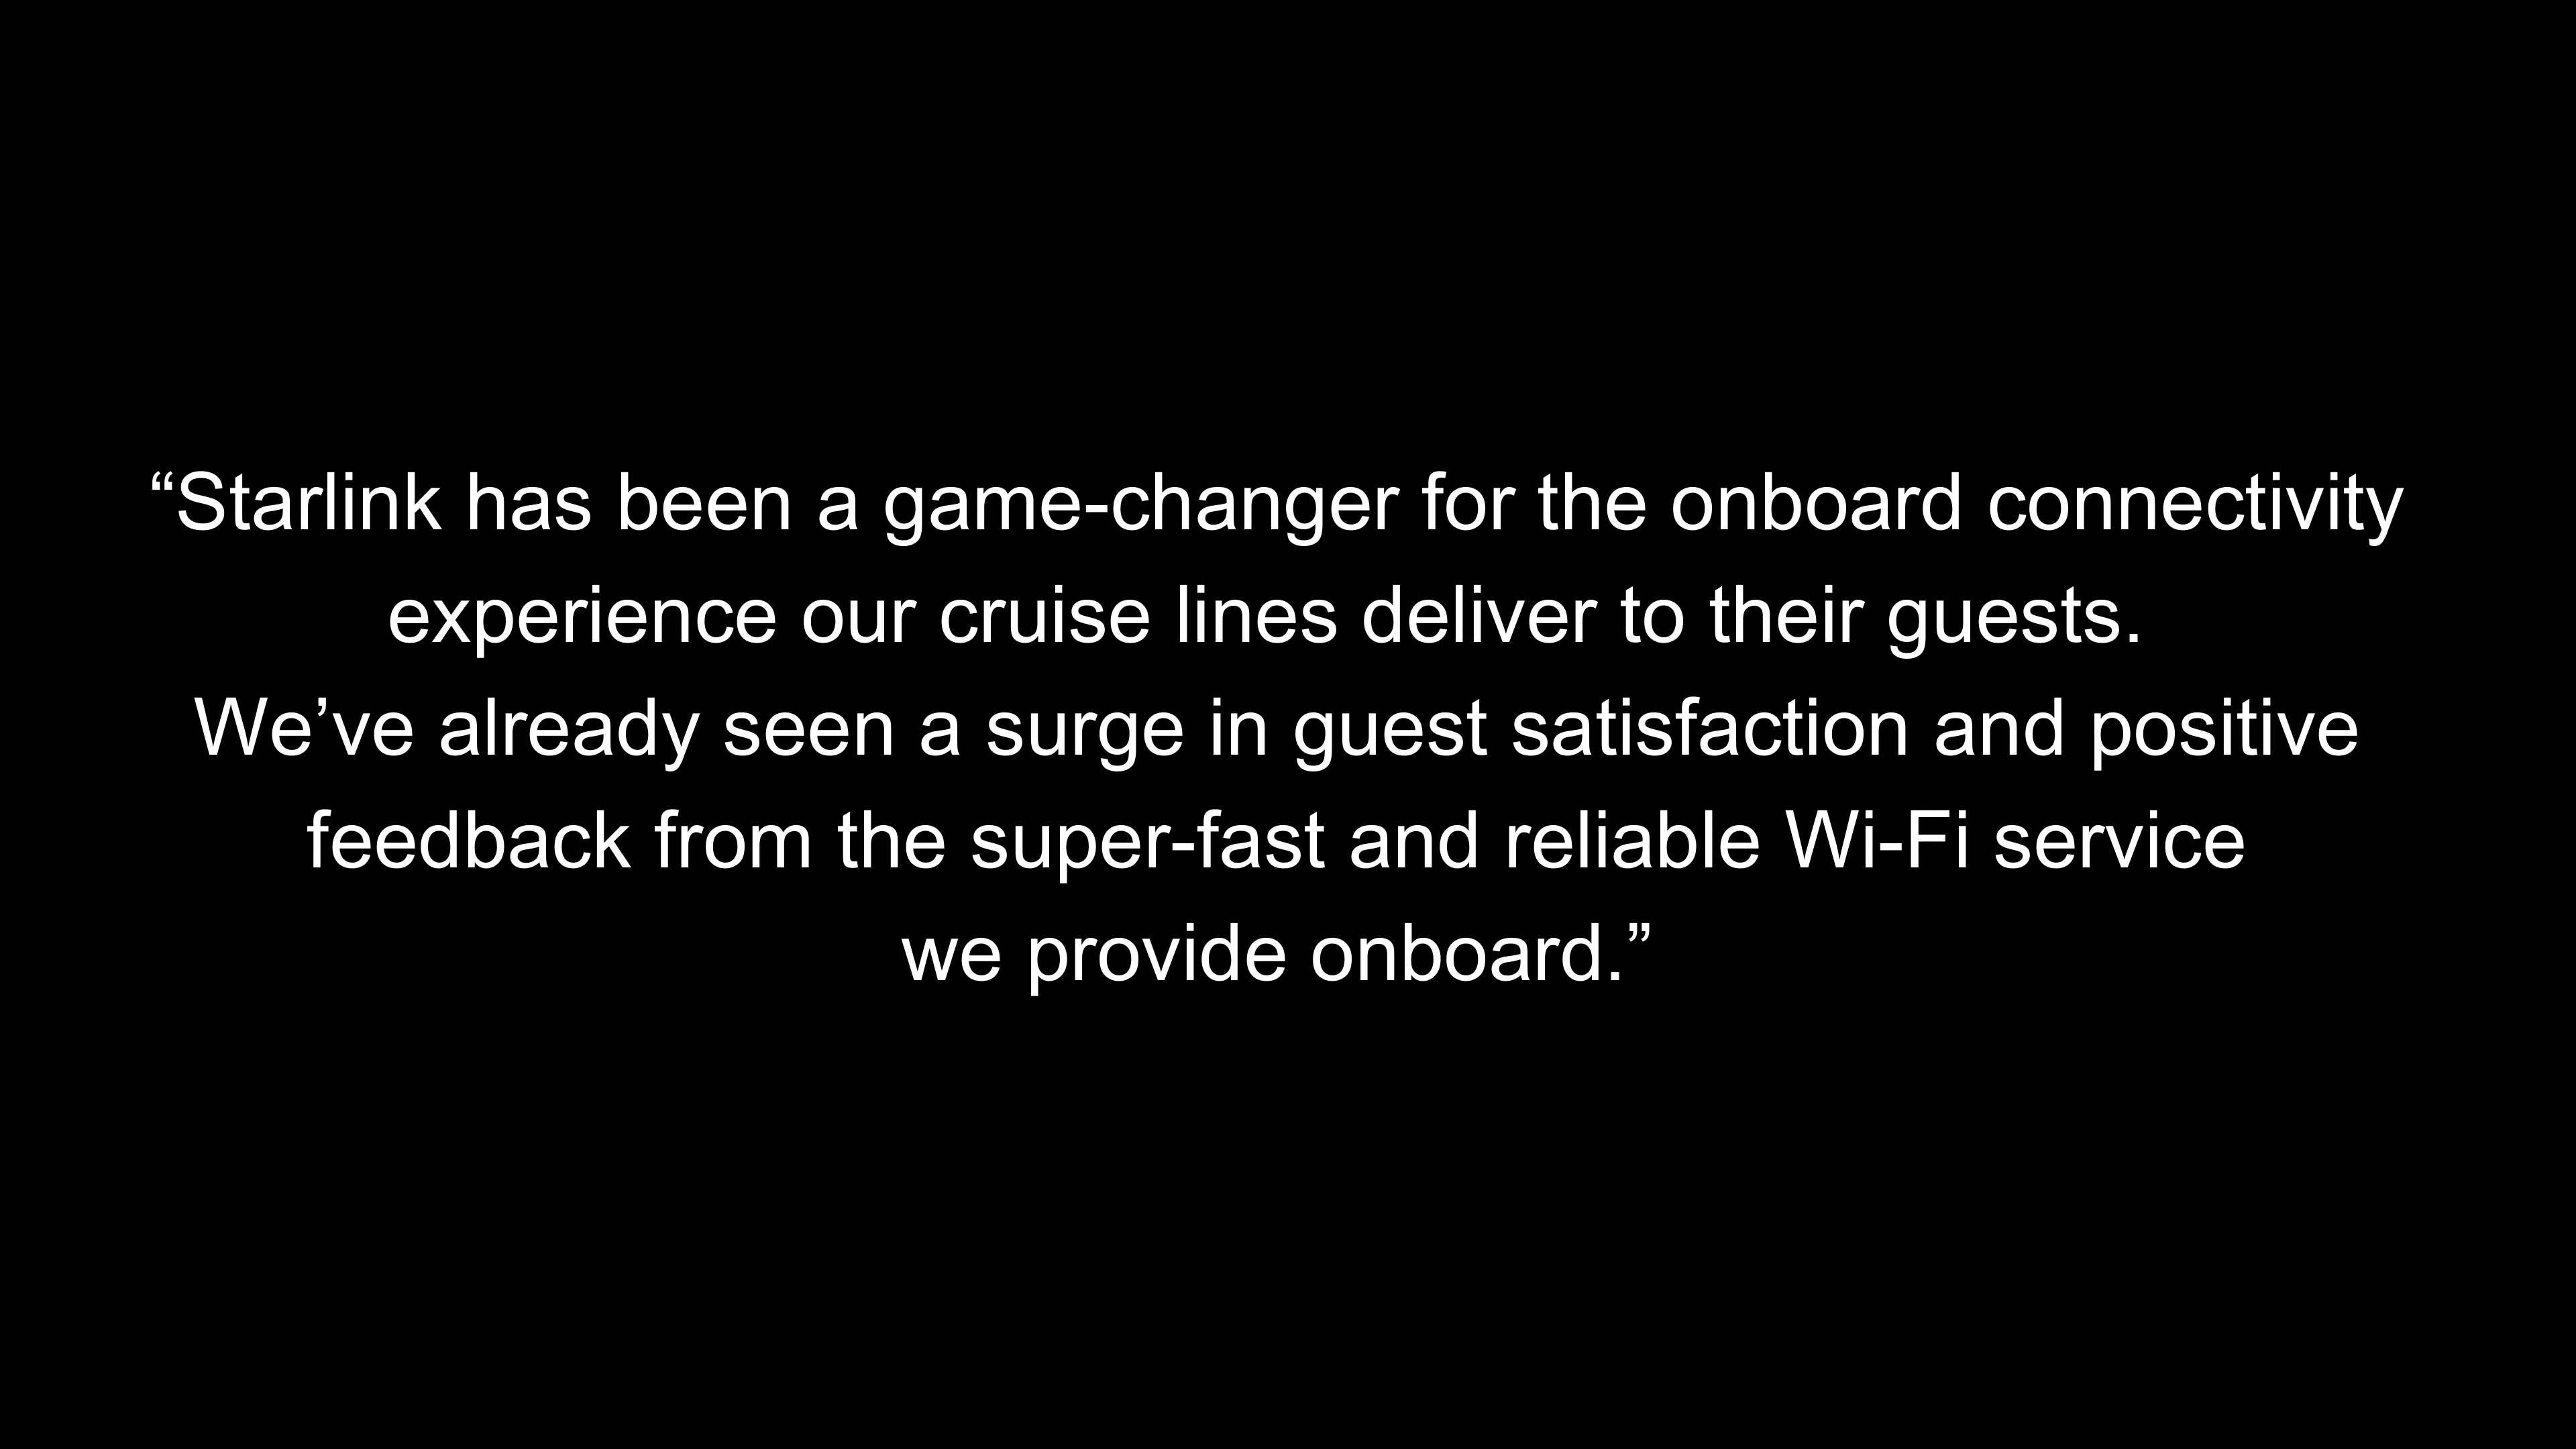 “Starlink has been a game-changer for the onboard connectivity
experience our cruise lines deliver to their guests.
We’ve already seen a surge in guest satisfaction and positive
feedback from the super-fast and reliable Wi-Fi service
we provide onboard.”